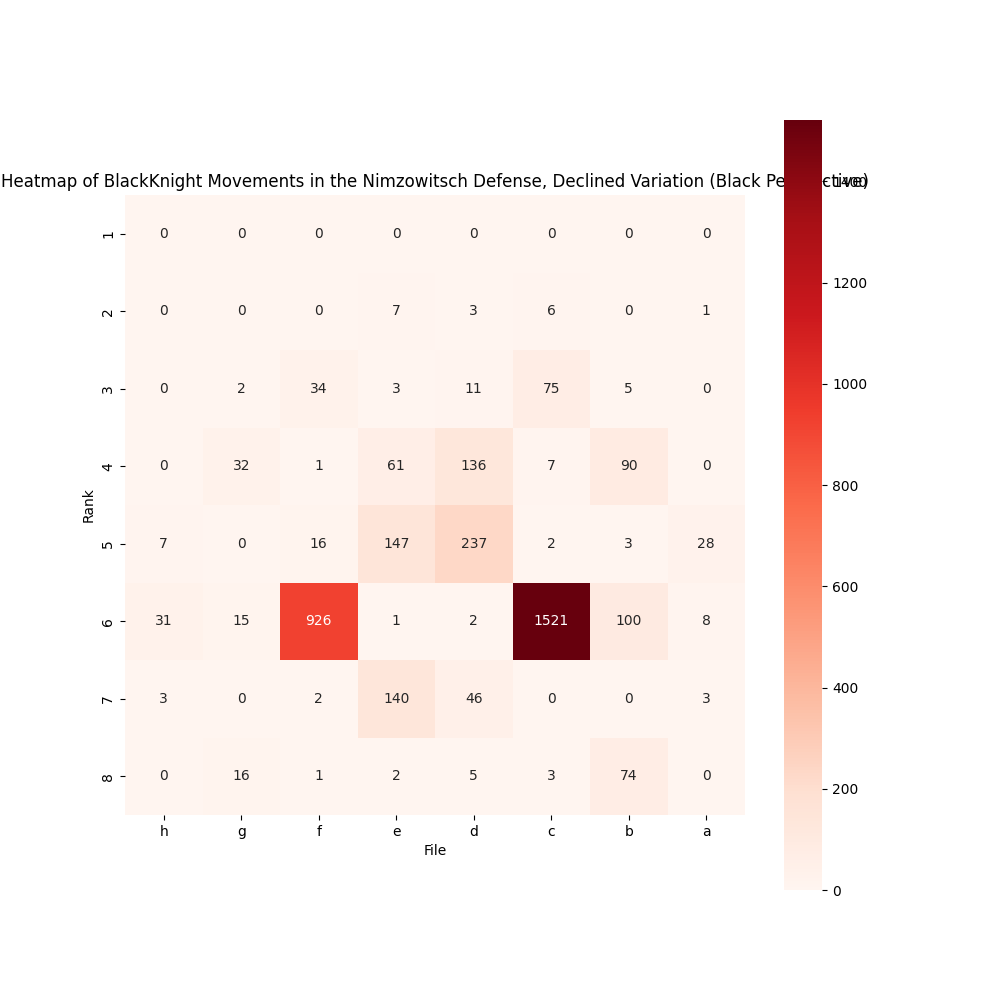 Heatmap of BlackKnight Movements in the Nimzowitsch Defense, Declined Variation (Black Pe ctive)
1400
1 0 0 0 0 0 0 0 0
1200
2 0 0 0 7 3 6 0 1
3 0 2 34 3 11 75 5 0
1000
4 0 32 1 61 136 7 90 0
800
Rank
5 7 0 16 147 237 2 3 28
600
6 31 15 926 1 2 1521 100 8
400
7 3 0 2 140 46 0 0 3
200
8 0 16 1 2 5 3 74 0
h g f e d c b a
File
0